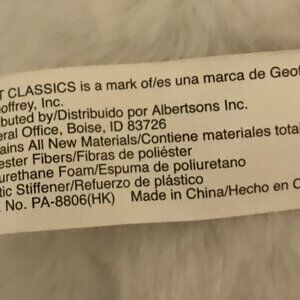 T CLASSICS is a mark of/es una marca de Geof
offrey, Inc.
ributed by/Distribuido por Albertsons Inc.
eral Office, Boise, ID 83726
tains All New Materials/Contiene materiales total
ester Fibers/Fibras de poliéster
urethane Foam/Espuma de poliuretano
tic Stiffener/Refuerzo de plástico
. No. PA-8806(HK) Made in China/Hecho en C